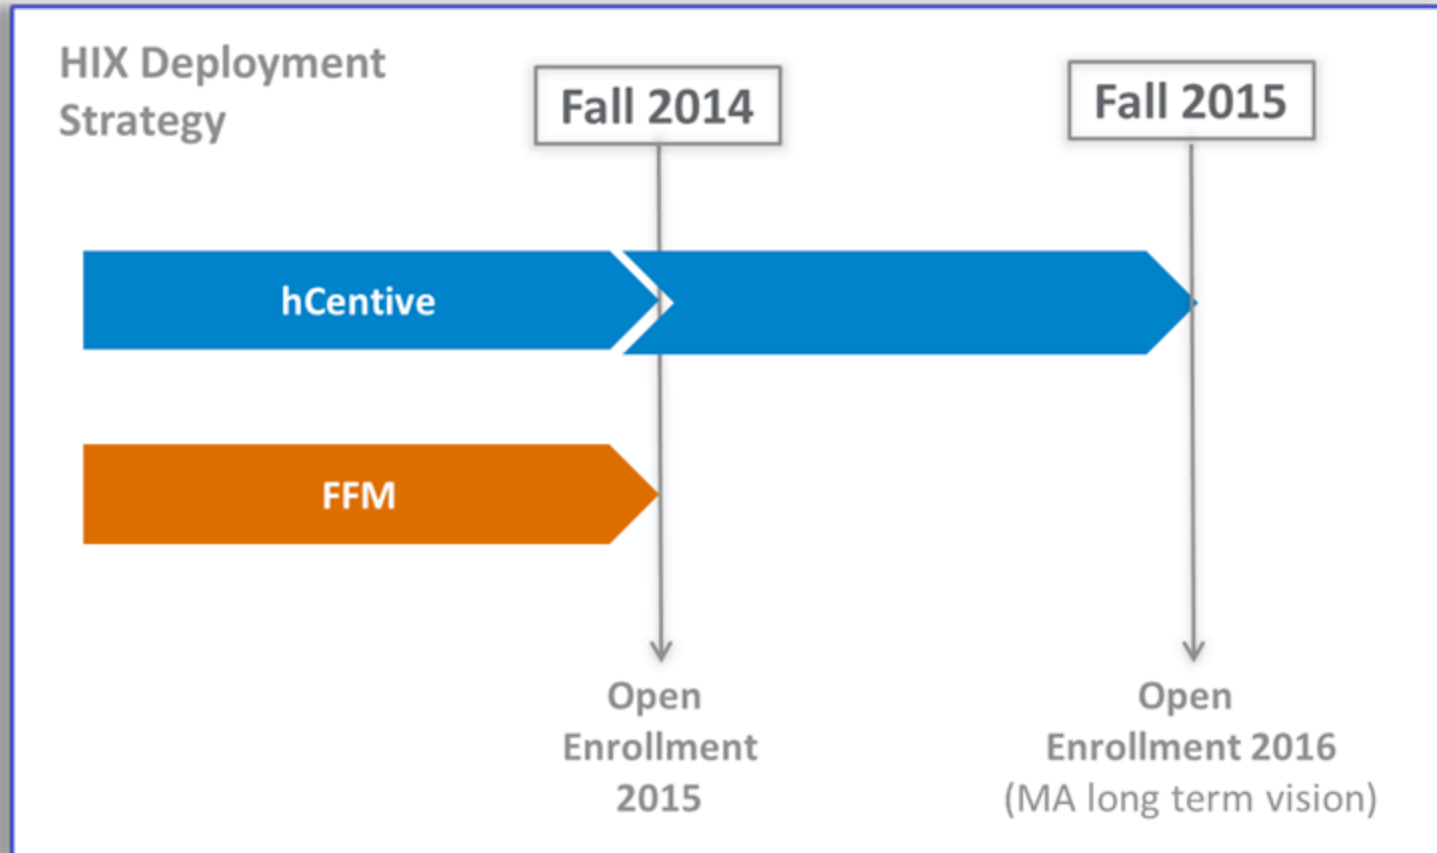 HIX Deployment
Strategy
Fall 2014
Fall 2015
hCentive
FFM
Open
Enrollment
2015
Open
Enrollment 2016
(MA long term vision)